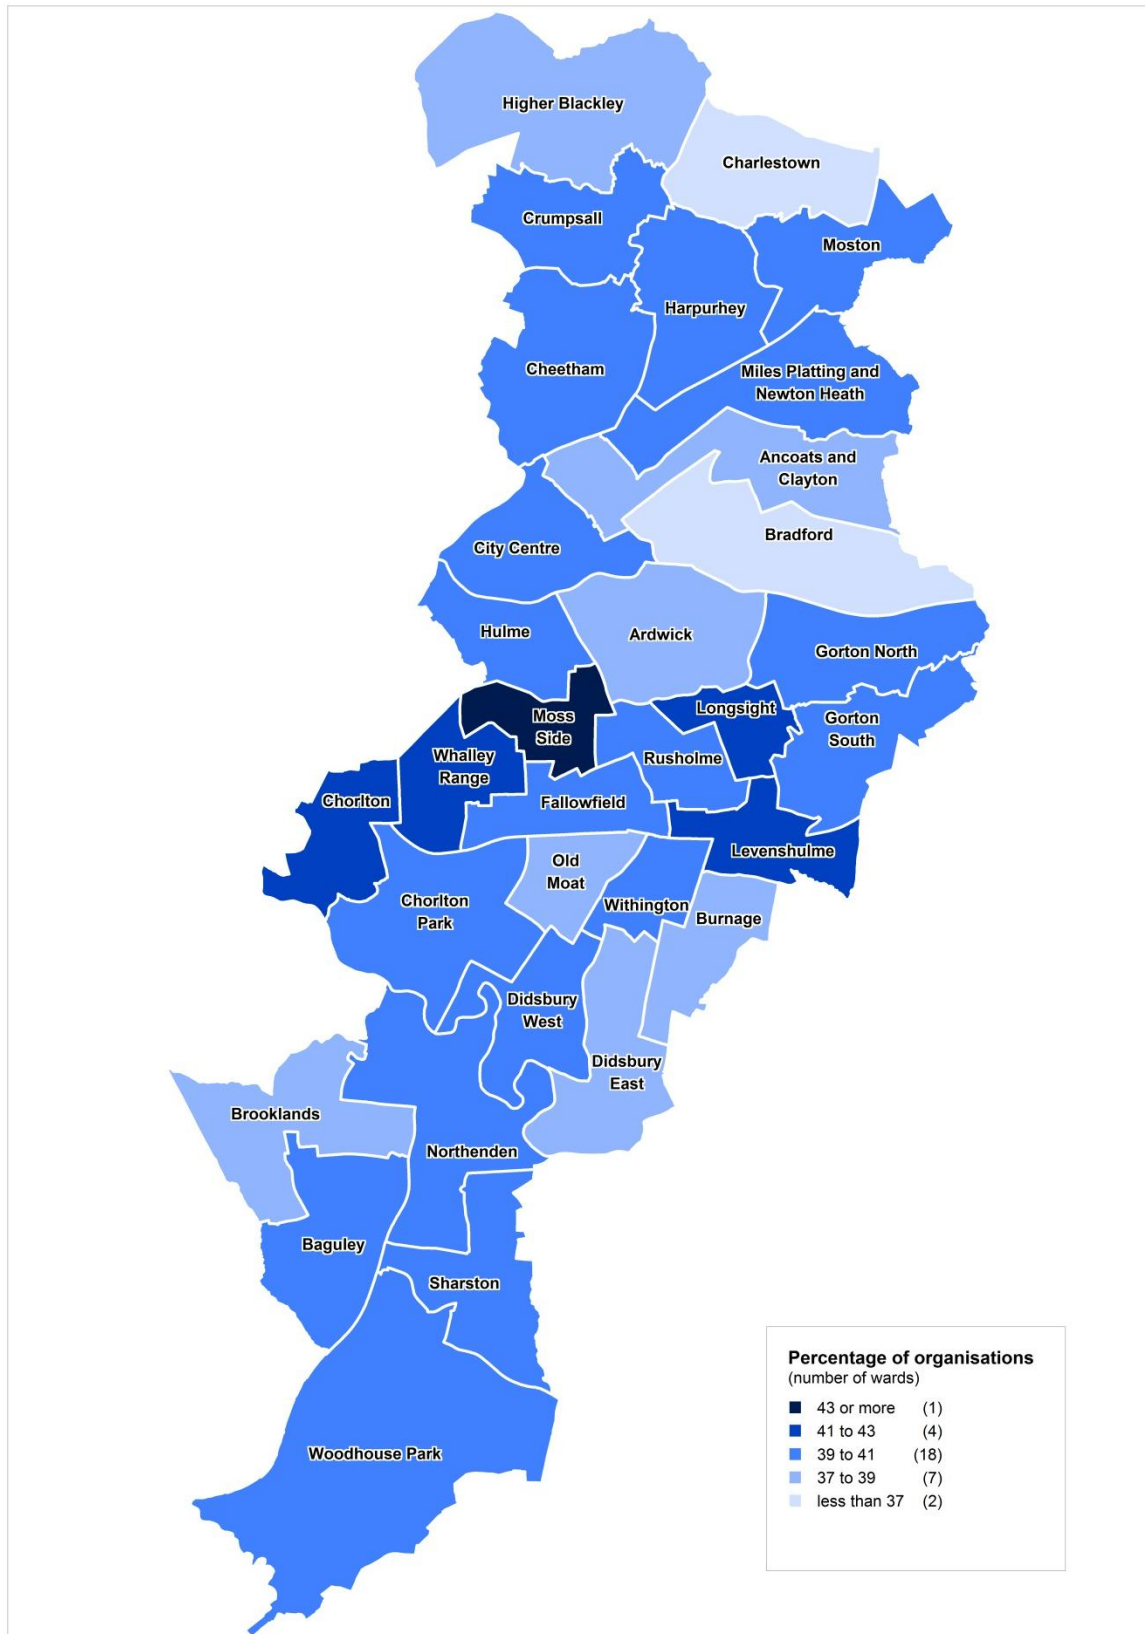 Higher Blackley
Charlestown
Crumpsall
Moston
Harpurhey
Cheetham
Miles Platting and
Newton Heath
Ancoats and
Clayton
Bradford
City Centre
Hulme
Ardwick
Gorton North
Moss
Side
Longsight
Gorton
South
Whalley
Range
Rusholme
Chorlton
Fallowfield
Levenshulme
Old
Moat
Chorlton
Park
Withington
Burnage
Didsbury
West
Didsbury
East
Brooklands
Northenden
Baguley
Sharston
Woodhouse Park
Percentage of organisations
(number of wards)
43 or more (1)
41 to 43 (4)
39 to 41 (18)
37 to 39 (7)
less than 37 (2)